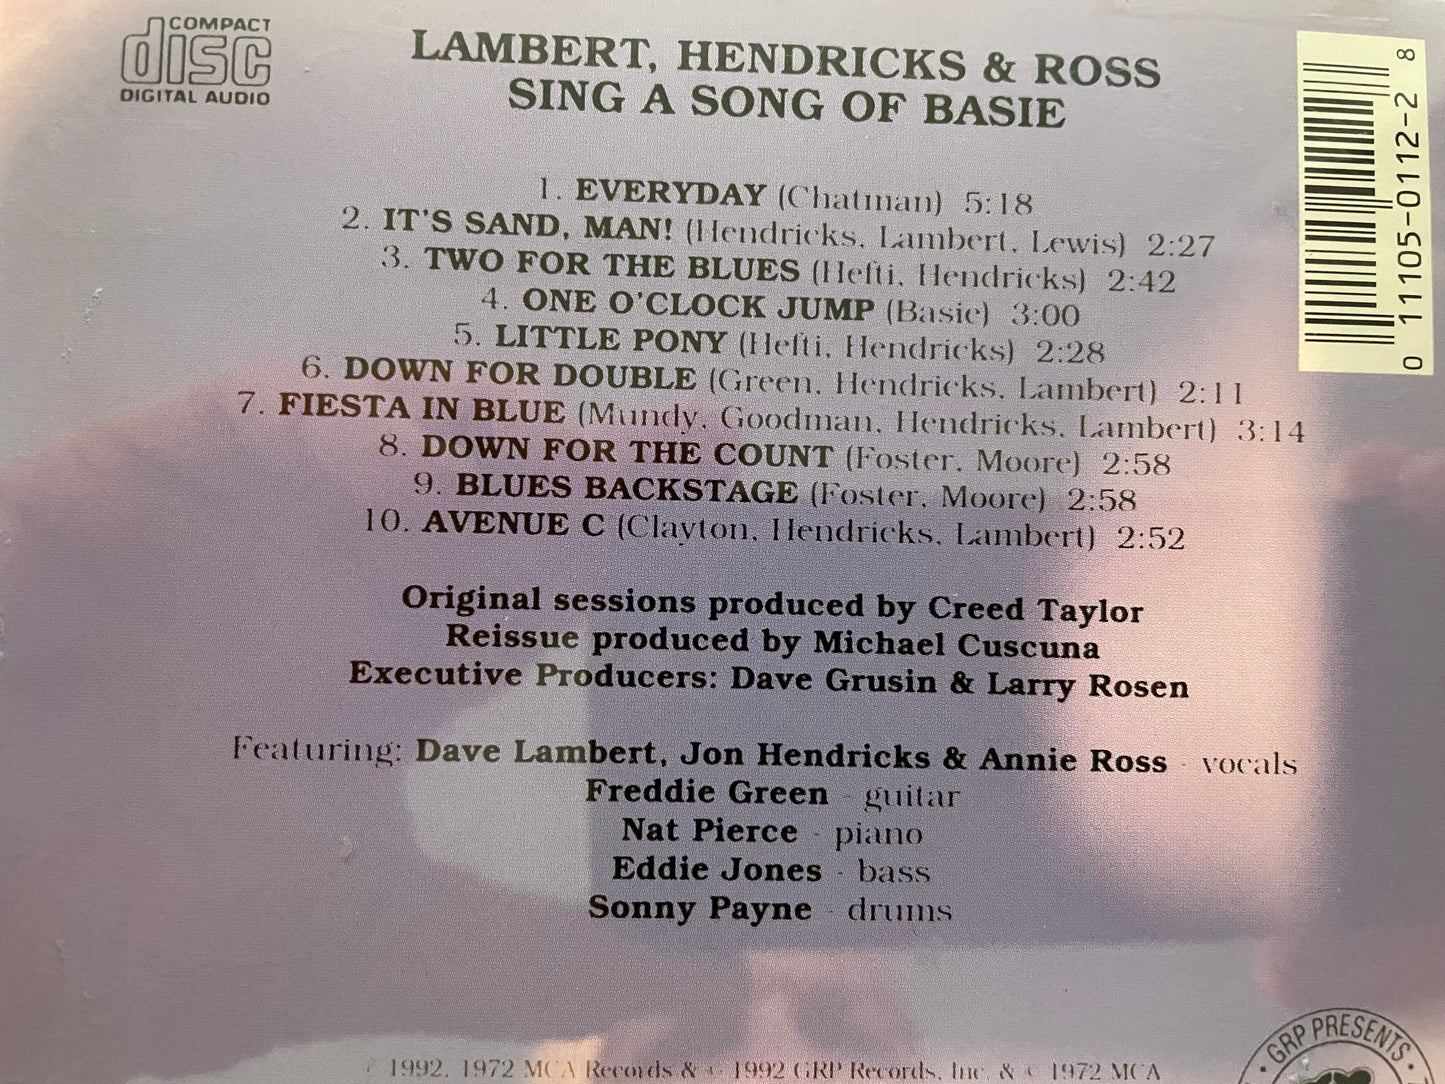 COMPACT
disc
DIGITAL AUDIO
LAMBERT, HENDRICKS & ROSS
SING A SONG OF BASIE
1. EVERYDAY (Chatman) 5:18
2. IT'S SAND, MAN! (Hendricks, Lambert, Lewis) 2:27
3. TWO FOR THE BLUES (Hefti, Hendricks) 2:42
4. ONE O'CLOCK JUMP (Basie) 3:00
5. LITTLE PONY (Hefti, Hendricks) 2:28
6. DOWN FOR DOUBLE (Green, Hendricks, Lambert) 2:11
7. FIESTA IN BLUE (Mundy, Goodman, Hendricks, Lambert) 3:14
8. DOWN FOR THE COUNT (Foster, Moore) 2:58
9. BLUES BACKSTAGE (Foster, Moore) 2:58
10. AVENUE C (Clayton, Hendricks, Lambert) 2:52
Original sessions produced by Creed Taylor
Reissue produced by Michael Cuscuna
Executive Producers: Dave Grusin & Larry Rosen
Featuring: Dave Lambert, Jon Hendricks & Annie Ross - vocals
Freddie Green - guitar
Nat Pierce - piano
Eddie Jones - bass
Sonny Payne - drums
1992, 1972 MCA Records & © 1992 GRP Records, Inc. & © 1972 MCA
· GRP PRESENTS ·
0 11105-0112-2 8